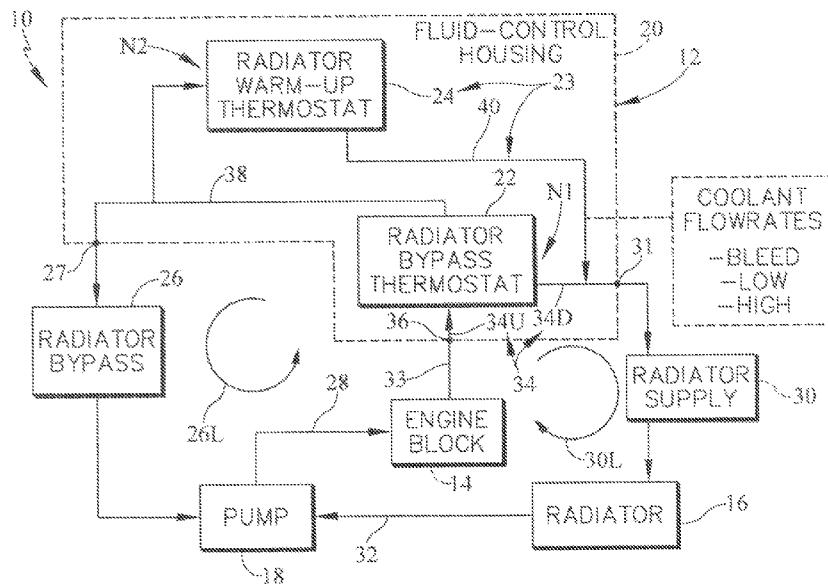 10
N2
RADIATOR
WARM-UP
THERMOSTAT
FLUID-CONTROL
HOUSING
20
12
24
23
40
38
22
N1
COOLANT
FLOWRATES
-BLEED
-LOW
-HIGH
RADIATOR
BYPASS
THERMOSTAT
31
27
26
36
34U
34D
RADIATOR
BYPASS
33
34
RADIATOR
SUPPLY
30
26L
28
ENGINE
BLOCK
30L
14
PUMP
RADIATOR
16
32
18